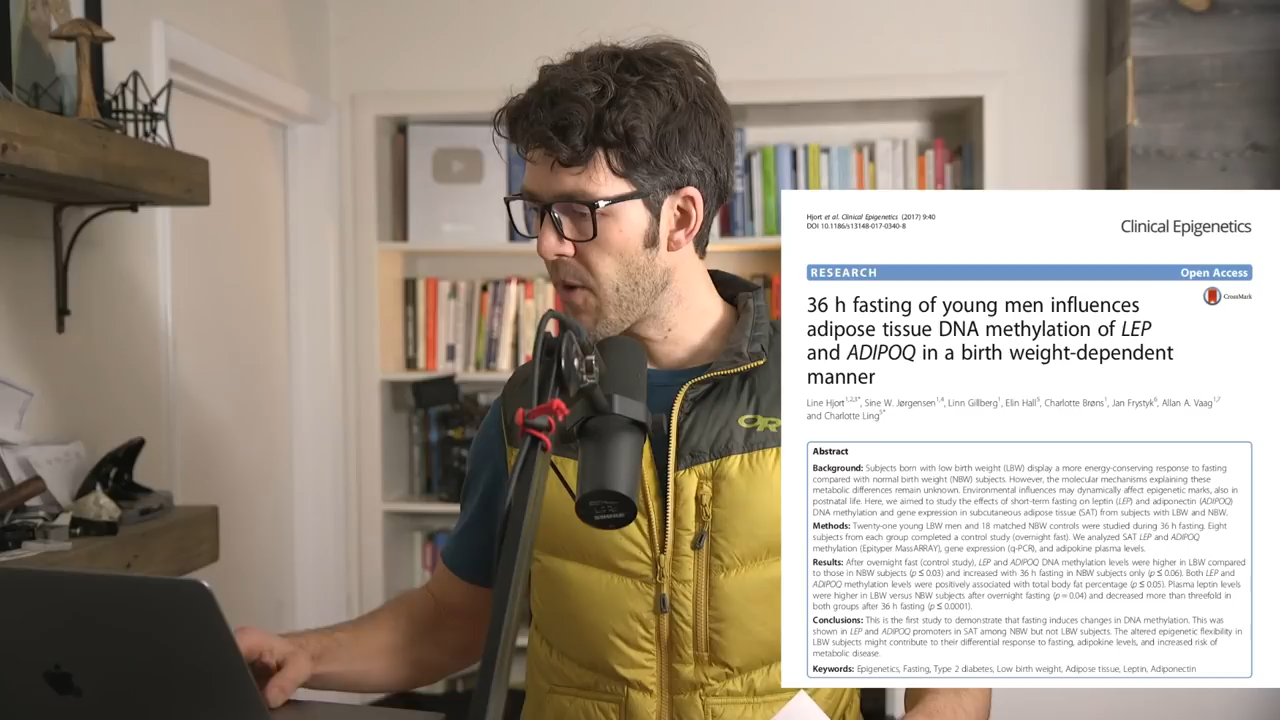 Hjort et al. Clinical Epigenetics (2017) 9:40
DOI 10.1186/s13148-017-0340-8
Clinical Epigenetics
RESEARCH
Open Access
CrossMark
36 h fasting of young men influences
adipose tissue DNA methylation of LEP
and ADIPOQ in a birth weight-dependent
manner
Line Hjort1,2,3*, Sine W. Jørgensen1,4, Linn Gillberg1, Elin Hall5, Charlotte Brøns1, Jan Frystyk6, Allan A. Vaag1,7
and Charlotte Ling5*
Abstract
Background: Subjects born with low birth weight (LBW) display a more energy-conserving response to fasting
compared with normal birth weight (NBW) subjects. However, the molecular mechanisms explaining these
metabolic differences remain unknown. Environmental influences may dynamically affect epigenetic marks, also in
postnatal life. Here, we aimed to study the effects of short-term fasting on leptin (LEP) and adiponectin (ADIPOQ)
DNA methylation and gene expression in subcutaneous adipose tissue (SAT) from subjects with LBW and NBW.
Methods: Twenty-one young LBW men and 18 matched NBW controls were studied during 36 h fasting. Eight
subjects from each group completed a control study (overnight fast). We analyzed SAT LEP and ADIPOQ
methylation (Epityper MassARRAY), gene expression (q-PCR), and adipokine plasma levels.
Results: After overnight fast (control study), LEP and ADIPOQ DNA methylation levels were higher in LBW compared
to those in NBW subjects (p ≤ 0.03) and increased with 36 h fasting in NBW subjects only (p ≤ 0.06). Both LEP and
ADIPOQ methylation levels were positively associated with total body fat percentage (p ≤ 0.05). Plasma leptin levels
were higher in LBW versus NBW subjects after overnight fasting (p = 0.04) and decreased more than threefold in
both groups after 36 h fasting (p ≤ 0.0001).
Conclusions: This is the first study to demonstrate that fasting induces changes in DNA methylation. This was
shown in LEP and ADIPOQ promoters in SAT among NBW but not LBW subjects. The altered epigenetic flexibility in
LBW subjects might contribute to their differential response to fasting, adipokine levels, and increased risk of
metabolic disease.
Keywords: Epigenetics, Fasting, Type 2 diabetes, Low birth weight, Adipose tissue, Leptin, Adiponectin
OR
SHURE